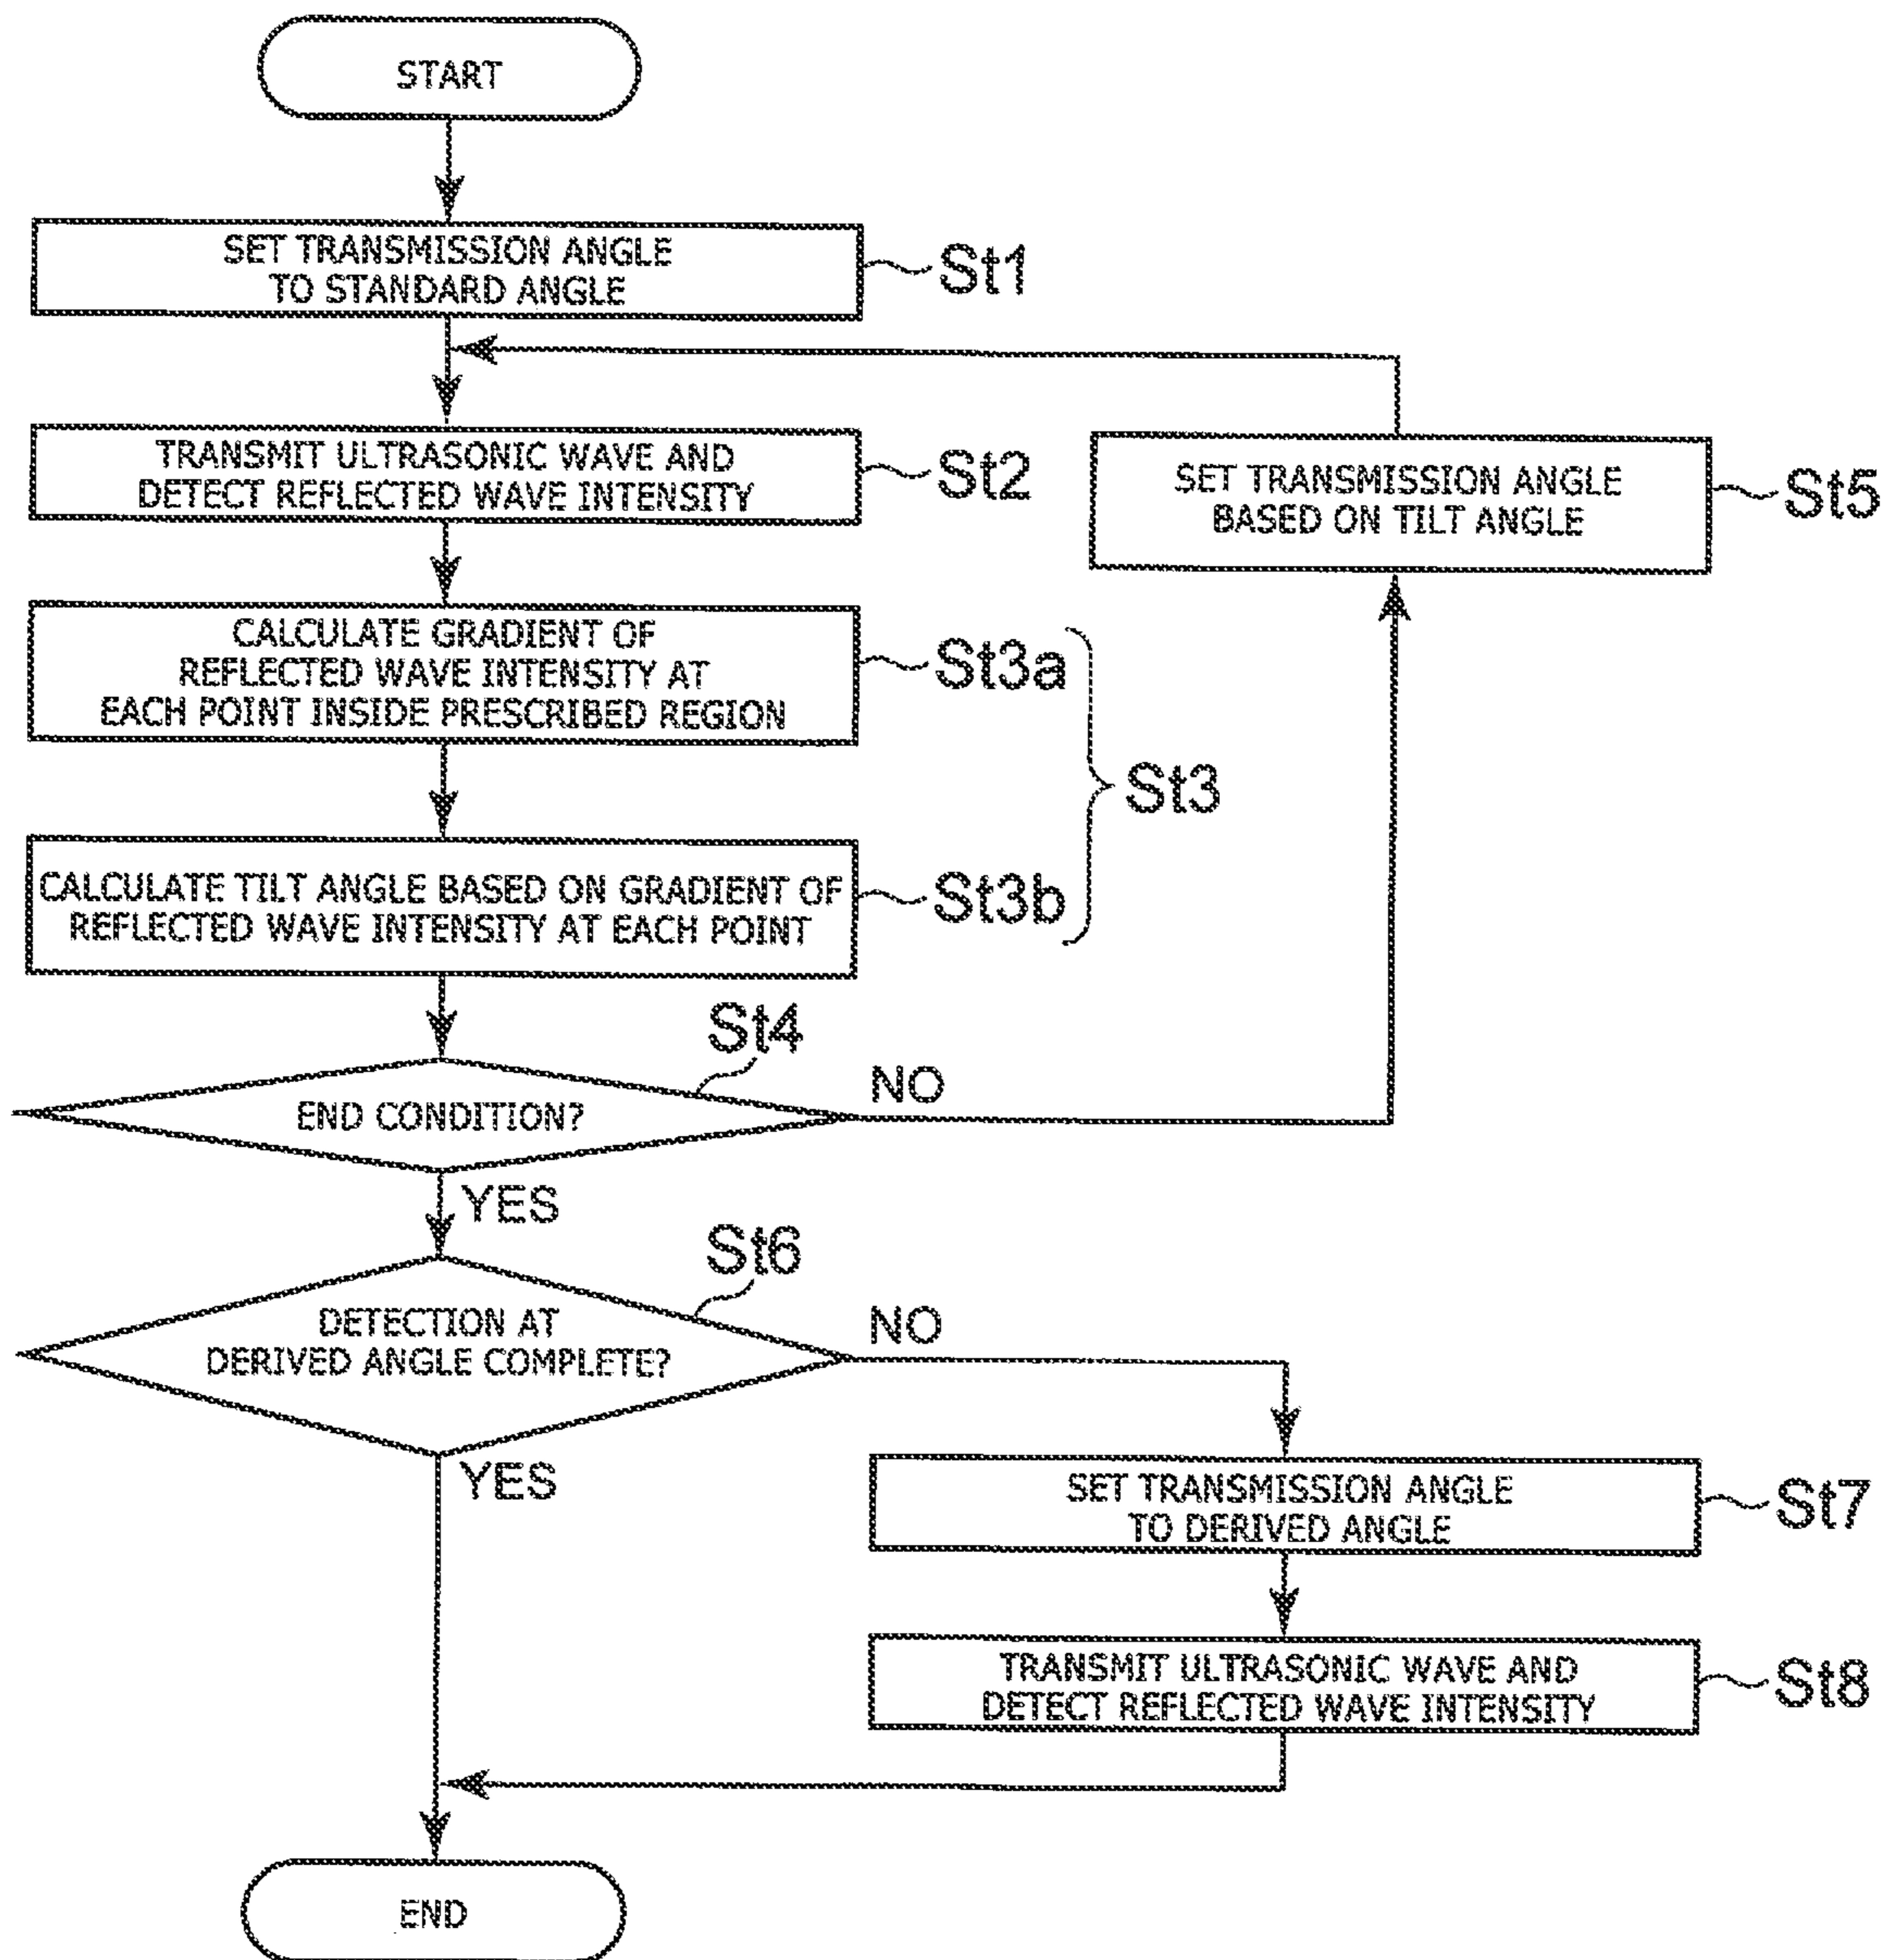 START
SET TRANSMISSION ANGLE
TO STANDARD ANGLE
St1
TRANSMIT ULTRASONIC WAVE AND
DETECT REFLECTED WAVE INTENSITY
St2
SET TRANSMISSION ANGLE
BASED ON TILT ANGLE
St5
CALCULATE GRADIENT OF
REFLECTED WAVE INTENSITY AT
EACH POINT INSIDE PRESCRIBED REGION
St3a
St3
CALCULATE TILT ANGLE BASED ON GRADIENT OF
REFLECTED WAVE INTENSITY AT EACH POINT
St3b
St4
END CONDITION?
NO
YES
St6
DETECTION AT
DERIVED ANGLE COMPLETE?
NO
YES
SET TRANSMISSION ANGLE
TO DERIVED ANGLE
St7
TRANSMIT ULTRASONIC WAVE AND
DETECT REFLECTED WAVE INTENSITY
St8
END